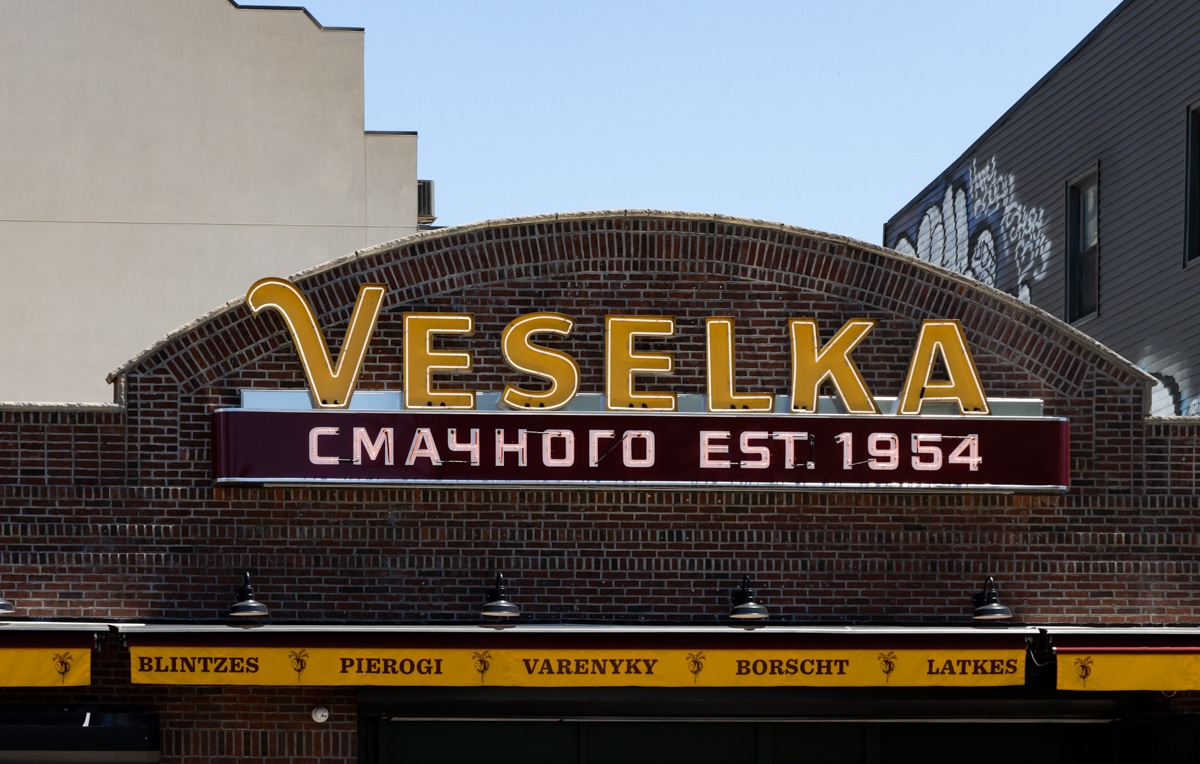 VESELKA
СМАЧНОГО EST. 1954
BLINTZES PIEROGI VARENYKY BORSCHT LATKES